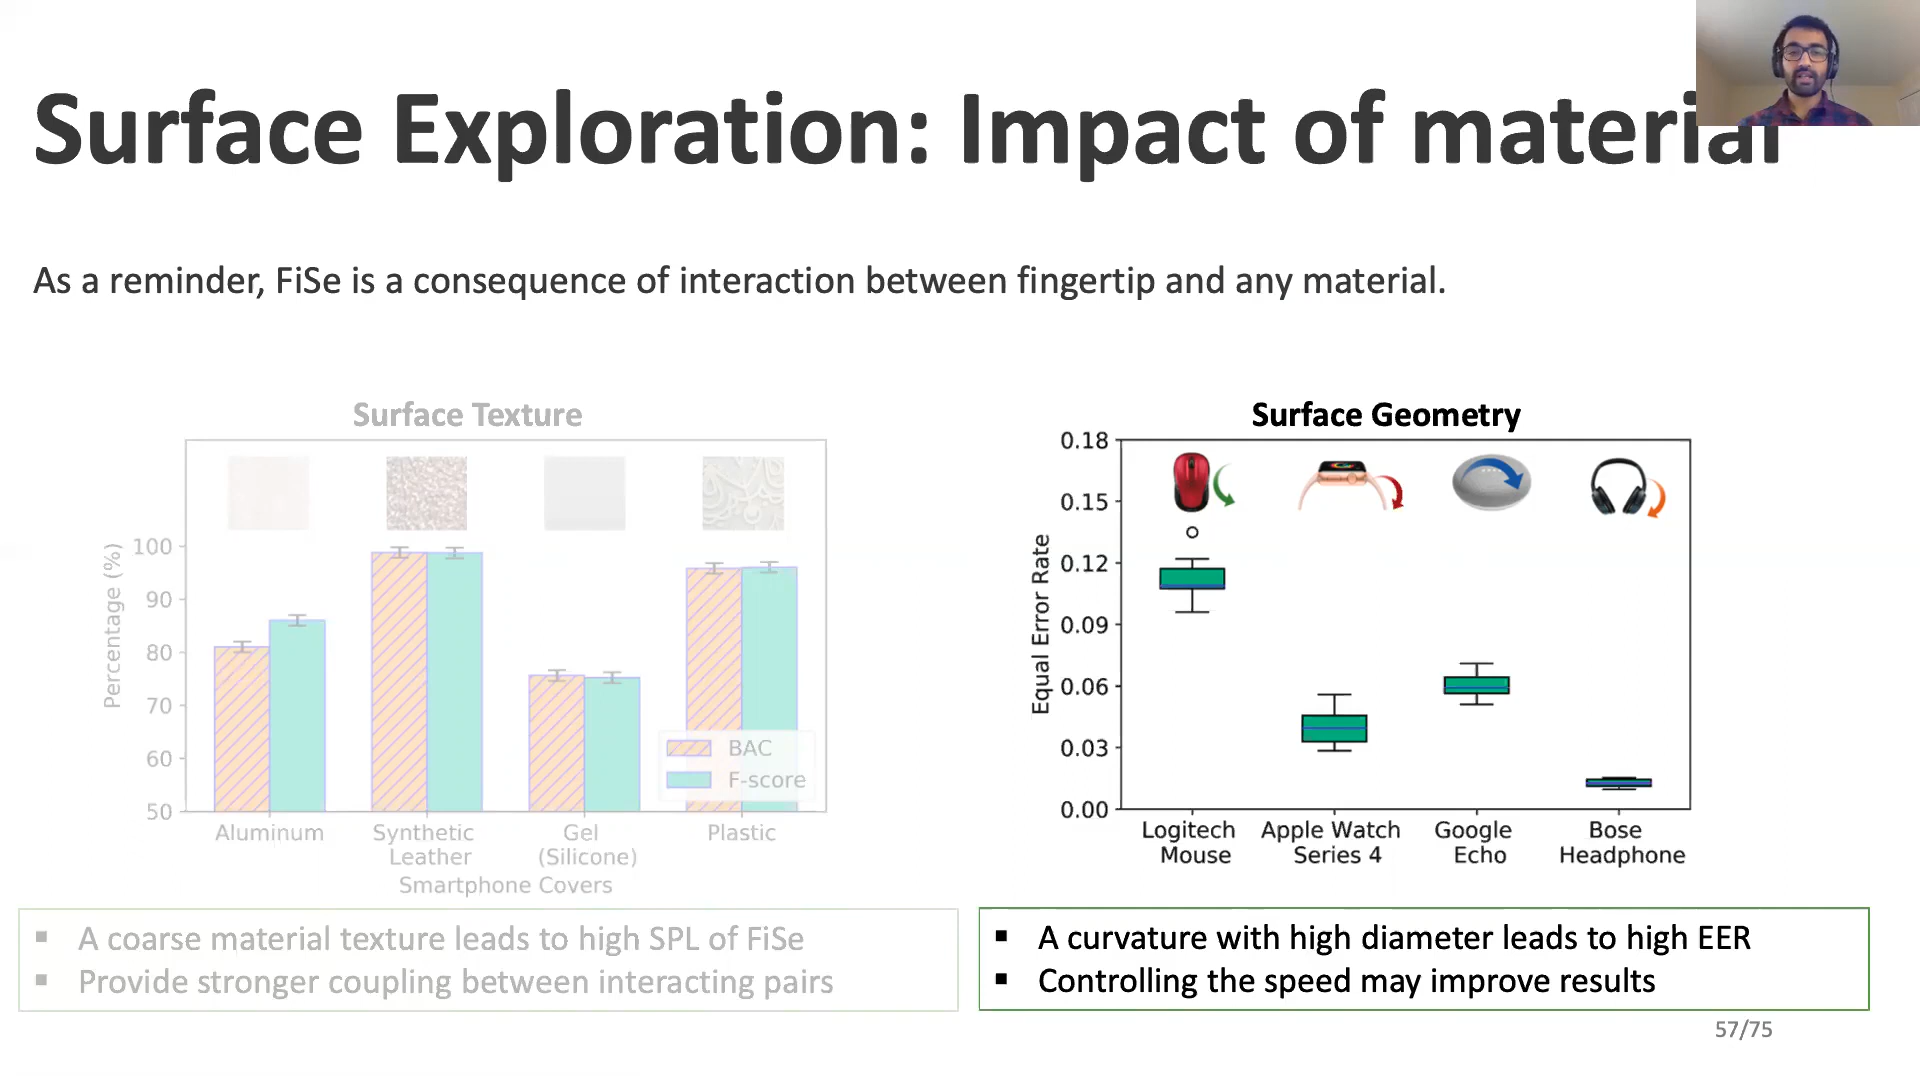 Surface Exploration: Impact of material
As a reminder, FiSe is a consequence of interaction between fingertip and any material.
Surface Texture
Percentage (%)
100
90
80
70
60
50
BAC
F-score
Aluminum
Synthetic Leather
Gel (Silicone)
Plastic
Smartphone Covers
▪ A coarse material texture leads to high SPL of FiSe
▪ Provide stronger coupling between interacting pairs
Surface Geometry
Equal Error Rate
0.18
0.15
0.12
0.09
0.06
0.03
0.00
Logitech Mouse
Apple Watch Series 4
Google Echo
Bose Headphone
▪ A curvature with high diameter leads to high EER
▪ Controlling the speed may improve results
57/75